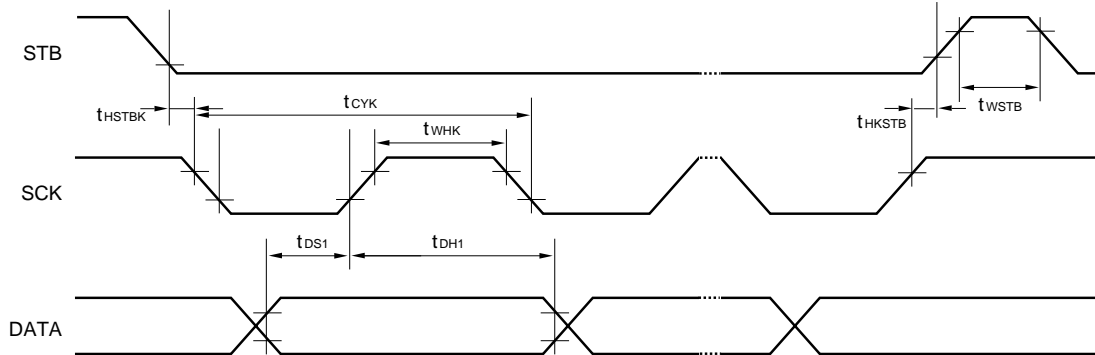 STB
tHSTBK
tCYK
tHKSTB
tWSTB
tWHK
SCK
tDS1
tDH1
DATA